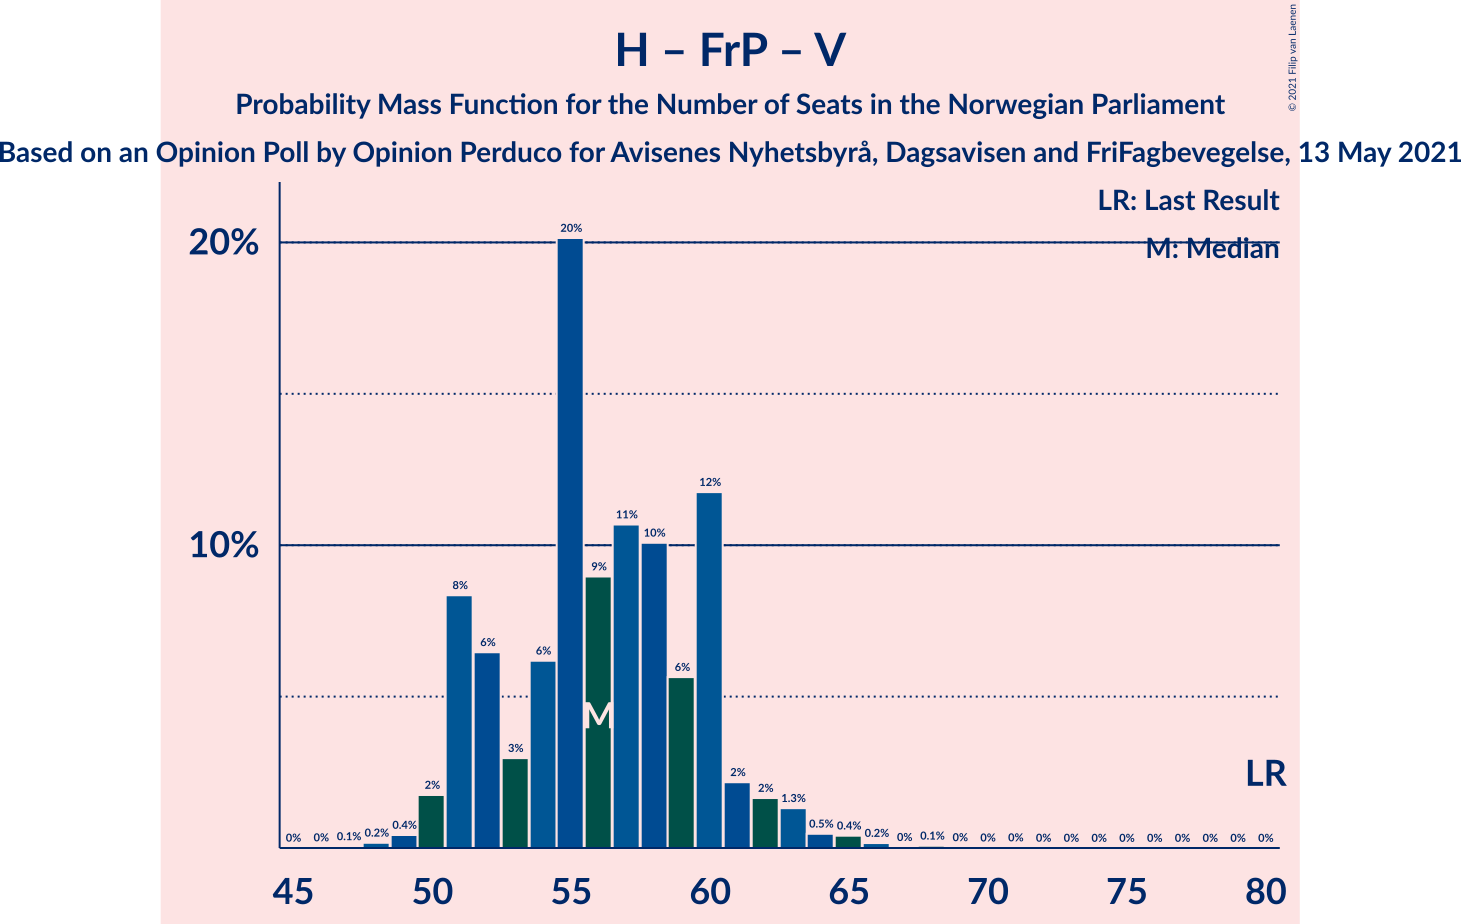 H – FrP – V
Probability Mass Function for the Number of Seats in the Norwegian Parliament
Based on an Opinion Poll by Opinion Perduco for Avisenes Nyhetsbyrå, Dagsavisen and FriFagbevegelse, 13 May 2021
© 2021 Filip van Laenen
LR: Last Result
M: Median
20%
10%
0% 0% 0.1% 0.2% 0.4% 2% 8% 6% 3% 6% 20% 9% 11% 10% 6% 12% 2% 2% 1.3% 0.5% 0.4% 0.2% 0% 0.1% 0% 0% 0% 0% 0% 0% 0% 0% 0% 0% 0% 0%
M
LR
45 50 55 60 65 70 75 80